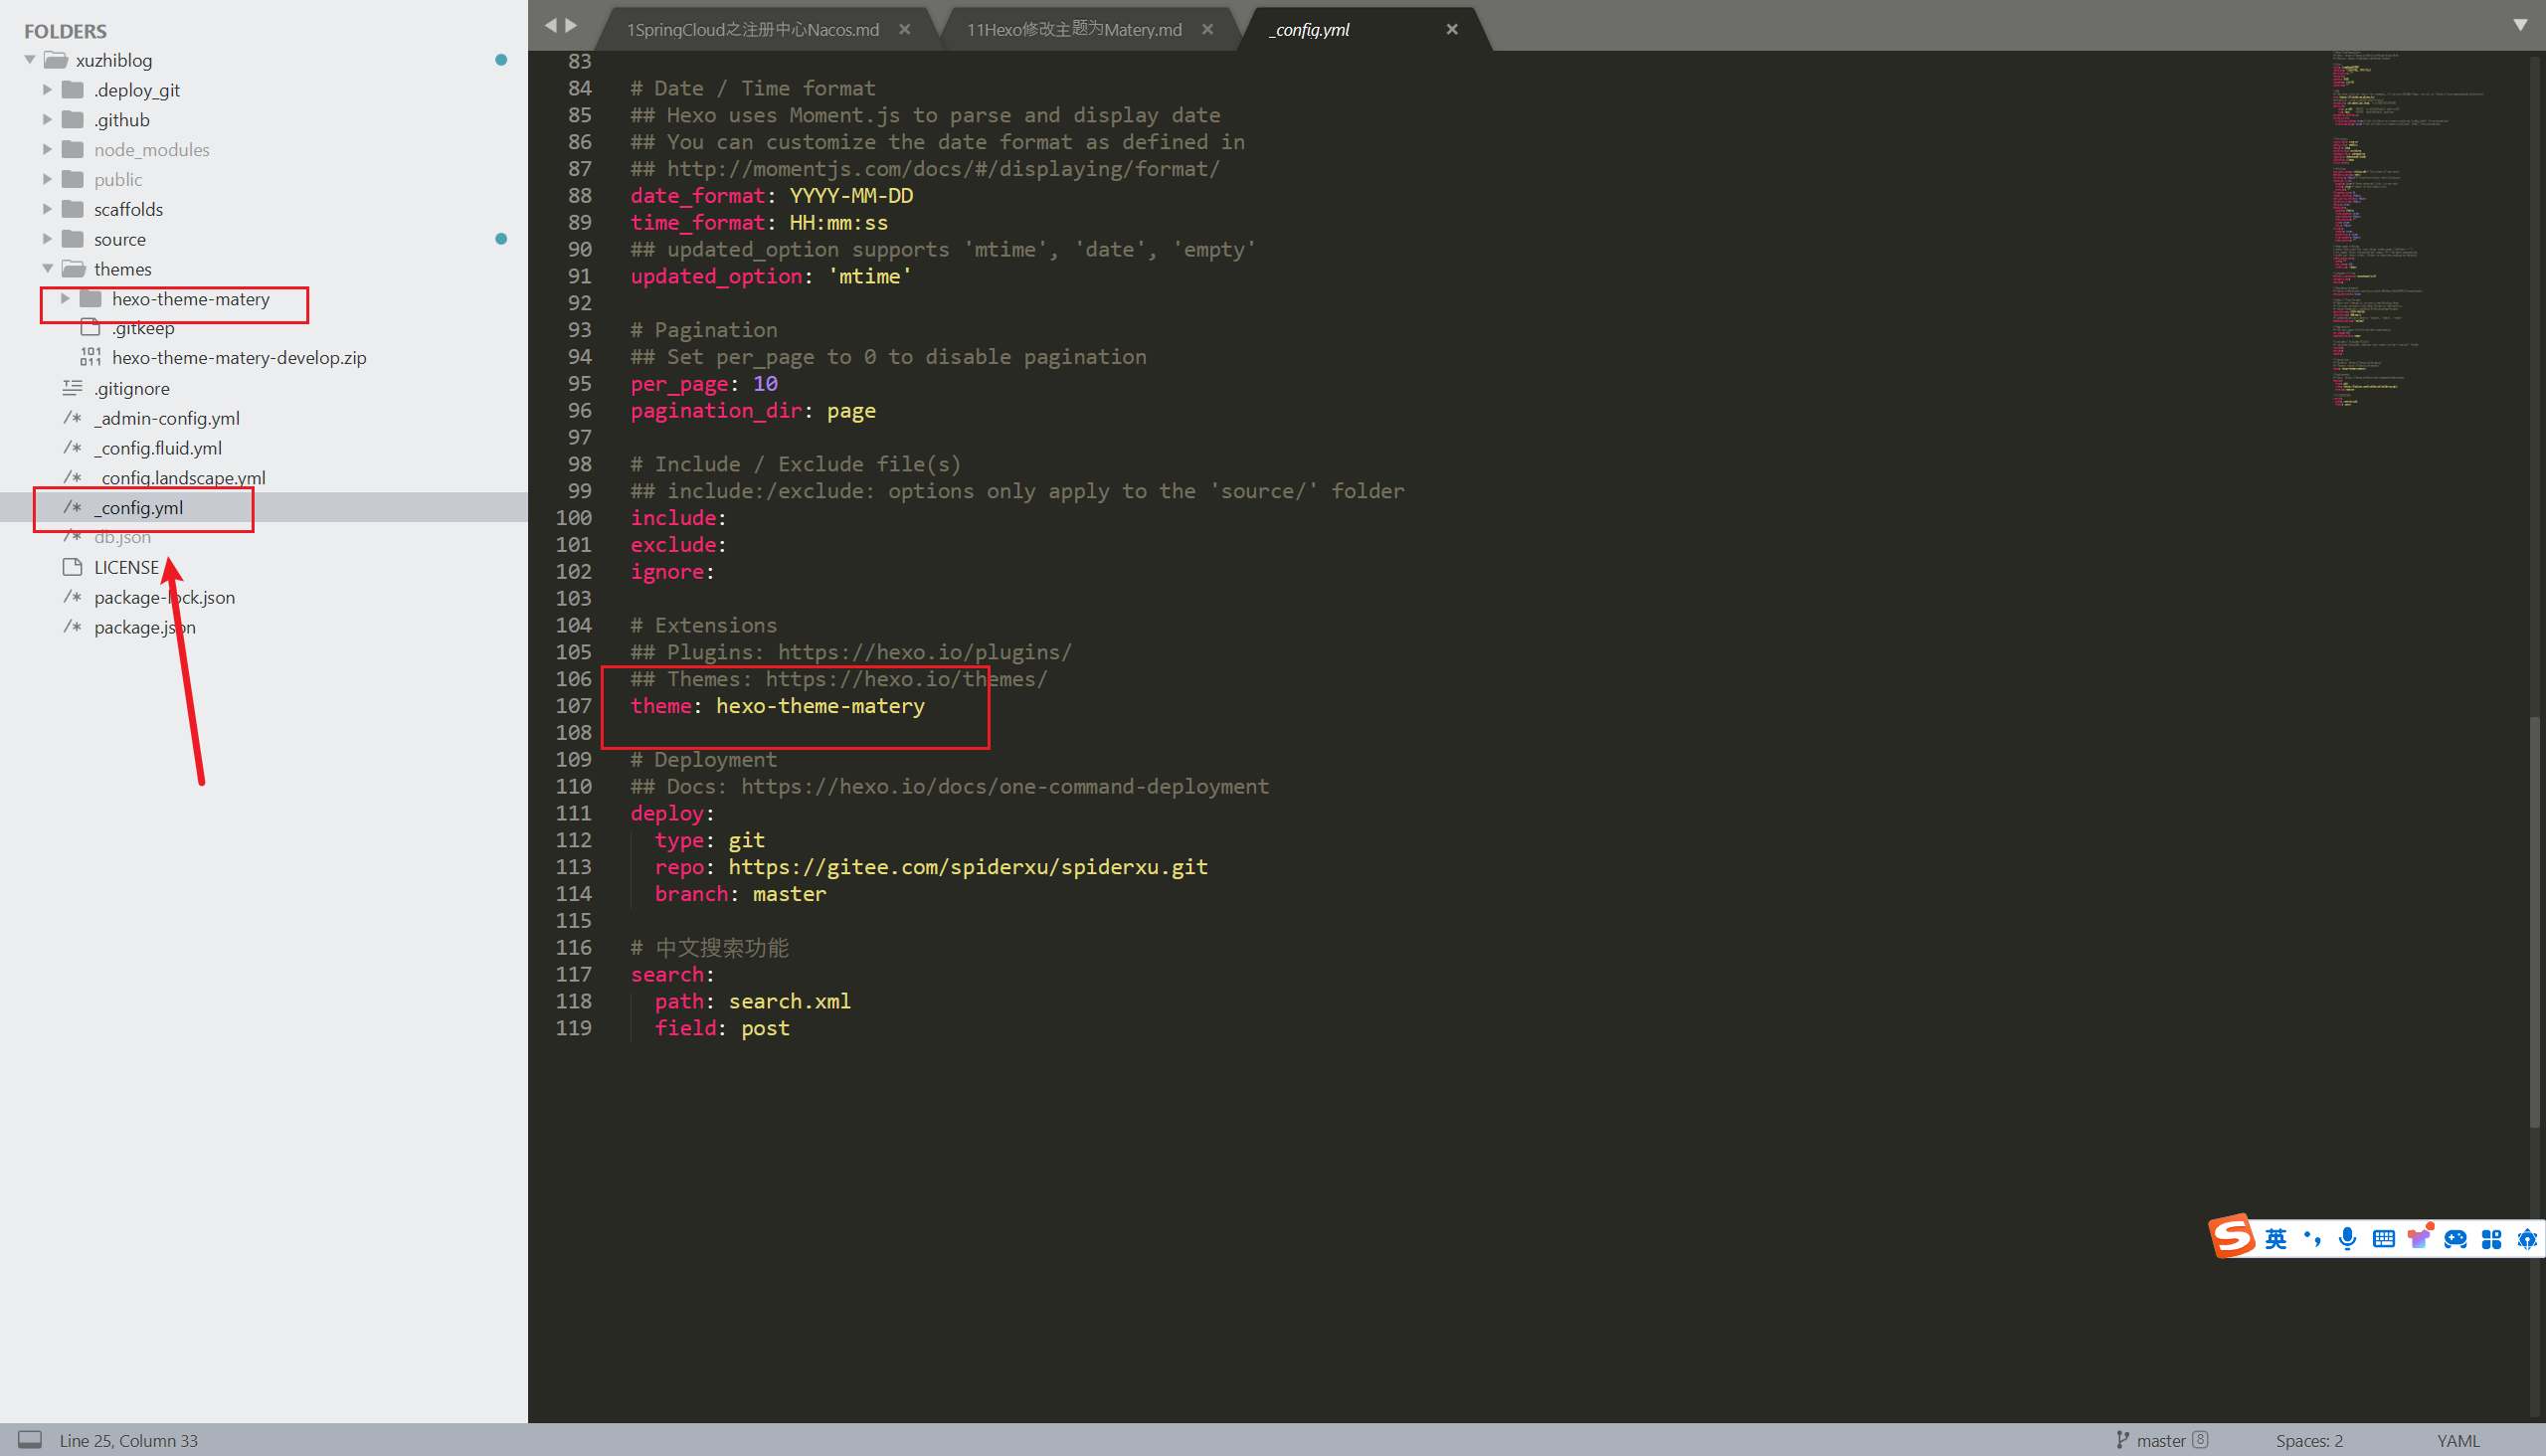 FOLDERS
xuzhiblog
.deploy_git
.github
node_modules
public
scaffolds
source
themes
hexo-theme-matery
.gitkeep
hexo-theme-matery-develop.zip
.gitignore
_admin-config.yml
_config.fluid.yml
_config.landscape.yml
_config.yml
db.json
LICENSE
package-lock.json
package.json
1SpringCloud之注册中心Nacos.md
11Hexo修改主题为Matery.md
_config.yml
83
84 # Date / Time format
85 ## Hexo uses Moment.js to parse and display date
86 ## You can customize the date format as defined in
87 ## http://momentjs.com/docs/#/displaying/format/
88 date_format: YYYY-MM-DD
89 time_format: HH:mm:ss
90 ## updated_option supports 'mtime', 'date', 'empty'
91 updated_option: 'mtime'
92
93 # Pagination
94 ## Set per_page to 0 to disable pagination
95 per_page: 10
96 pagination_dir: page
97
98 # Include / Exclude file(s)
99 ## include:/exclude: options only apply to the 'source/' folder
100 include:
101 exclude:
102 ignore:
103
104 # Extensions
105 ## Plugins: https://hexo.io/plugins/
106 ## Themes: https://hexo.io/themes/
107 theme: hexo-theme-matery
108
109 # Deployment
110 ## Docs: https://hexo.io/docs/one-command-deployment
111 deploy:
112   type: git
113   repo: https://gitee.com/spiderxu/spiderxu.git
114   branch: master
115
116 # 中文搜索功能
117 search:
118   path: search.xml
119   field: post
英
Line 25, Column 33
master 8
Spaces: 2
YAML